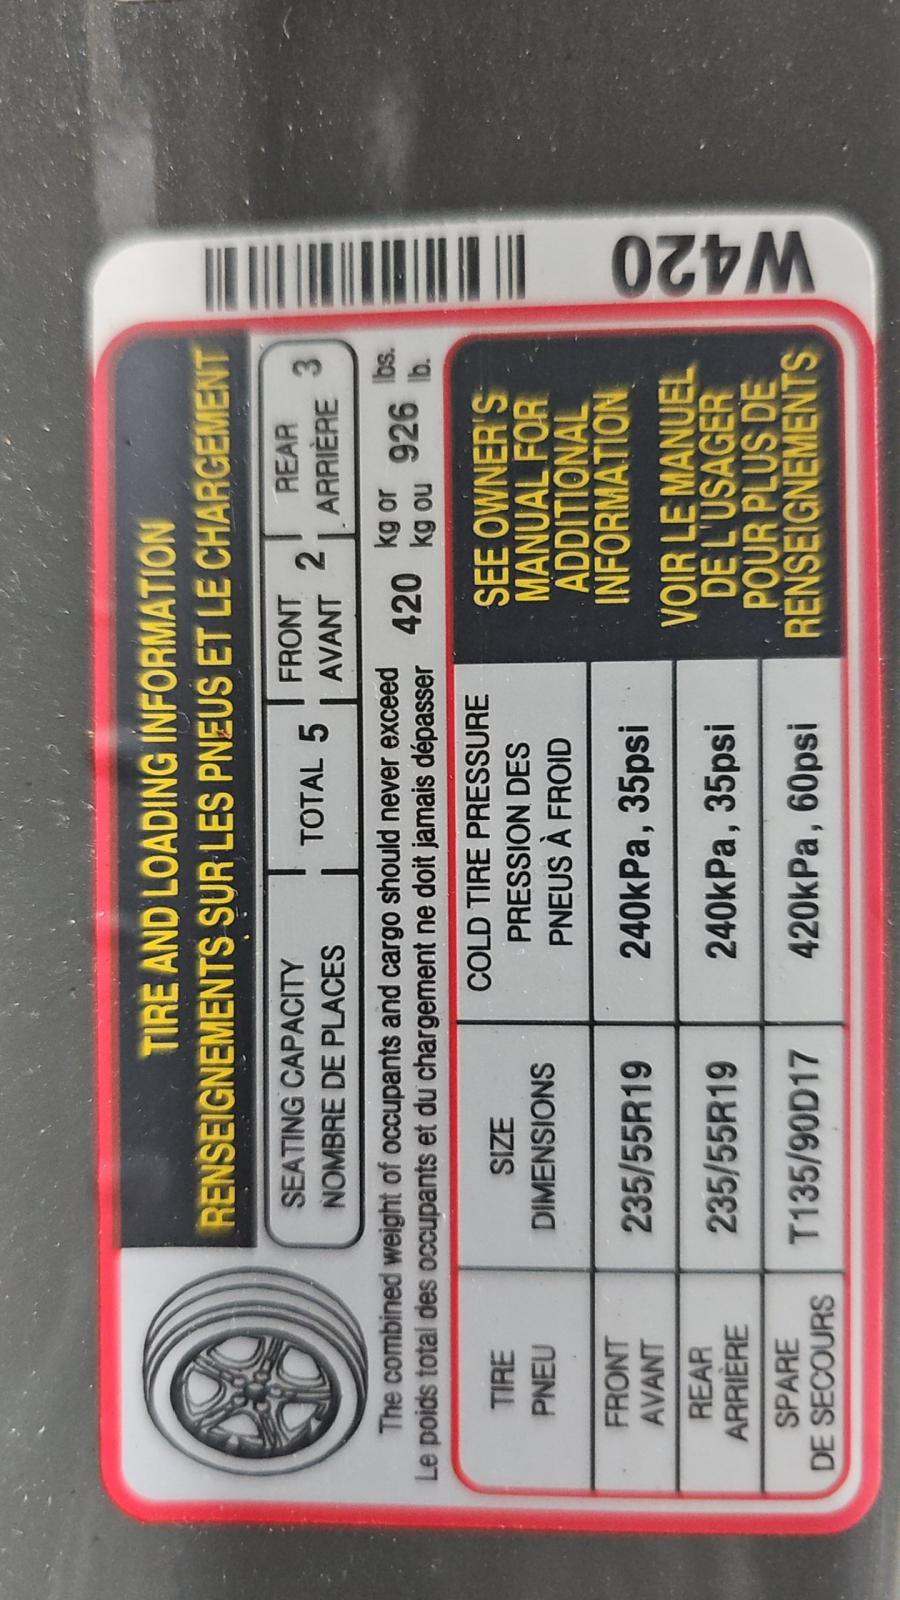 TIRE AND LOADING INFORMATION
RENSEIGNEMENTS SUR LES PNEUS ET LE CHARGEMENT
SEATING CAPACITY
NOMBRE DE PLACES
TOTAL 5
FRONT
AVANT 2
REAR
ARRIÈRE 3
The combined weight of occupants and cargo should never exceed 420 kg or 926 lbs.
Le poids total des occupants et du chargement ne doit jamais dépasser kg ou lb.
TIRE
PNEU
SIZE
DIMENSIONS
COLD TIRE PRESSURE
PRESSION DES
PNEUS À FROID
FRONT
AVANT
235/55R19
240kPa, 35psi
REAR
ARRIÈRE
235/55R19
240kPa, 35psi
SPARE
DE SECOURS
T135/90D17
420kPa, 60psi
SEE OWNER'S
MANUAL FOR
ADDITIONAL
INFORMATION
VOIR LE MANUEL
DE L'USAGER
POUR PLUS DE
RENSEIGNEMENTS
W420